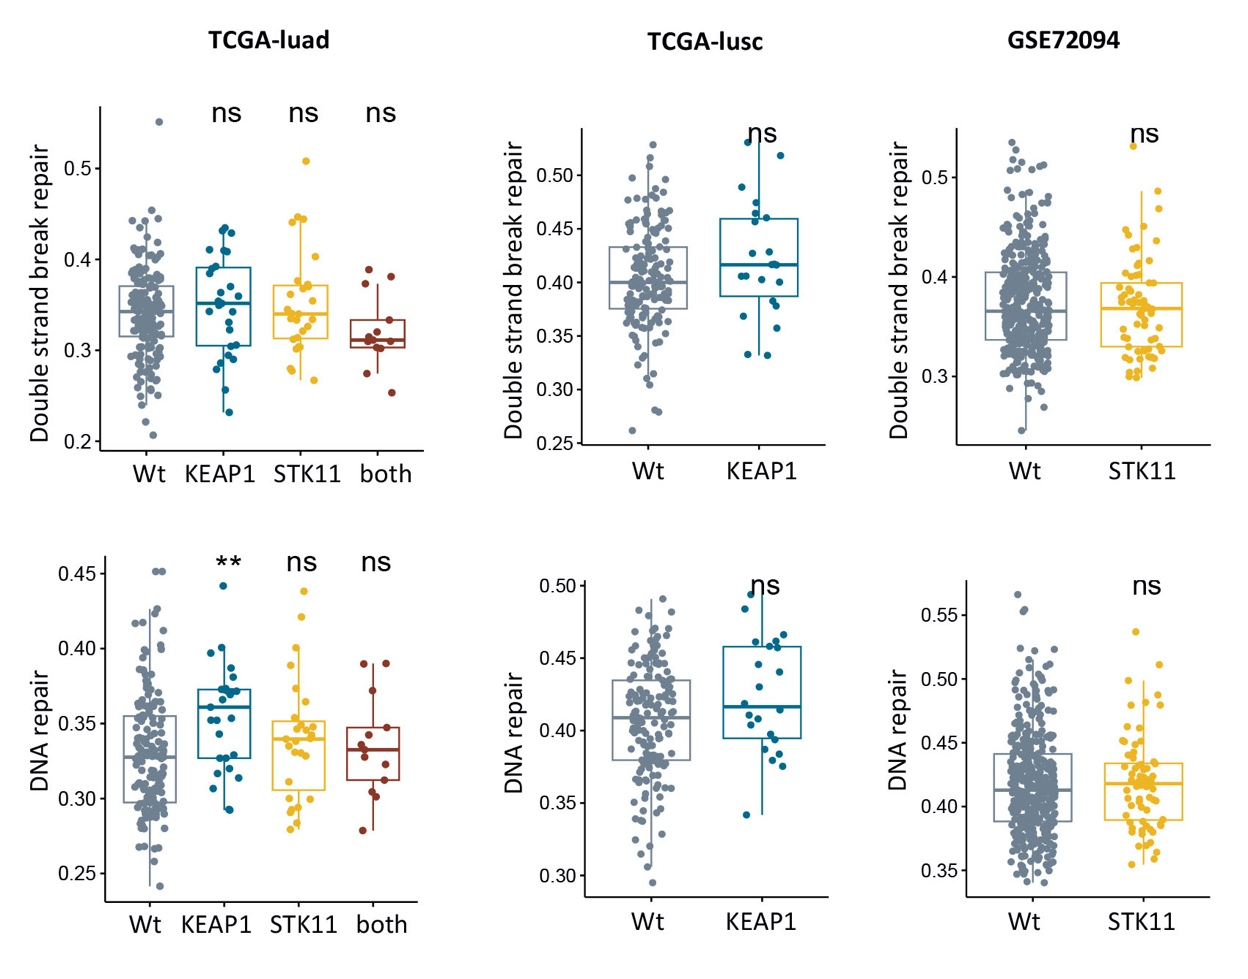 TCGA-luad
TCGA-lusc
GSE72094
Double strand break repair
0.5
0.4
0.3
0.2
ns
ns
ns
Wt
KEAP1
STK11
both
Double strand break repair
0.50
0.45
0.40
0.35
0.30
0.25
ns
Wt
KEAP1
Double strand break repair
0.5
0.4
0.3
ns
Wt
STK11
DNA repair
0.45
0.40
0.35
0.30
0.25
**
ns
ns
Wt
KEAP1
STK11
both
DNA repair
0.50
0.45
0.40
0.35
0.30
ns
Wt
KEAP1
DNA repair
0.55
0.50
0.45
0.40
0.35
ns
Wt
STK11